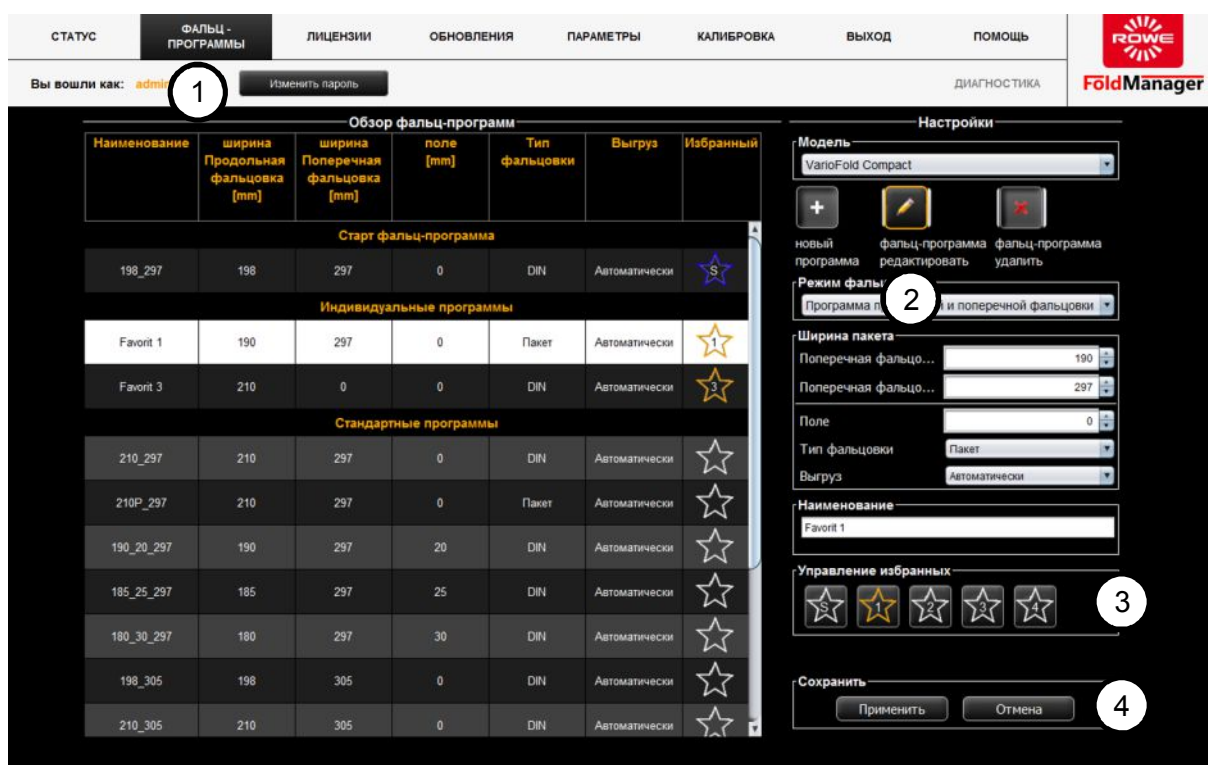 СТАТУС
ФАЛЬЦ -
ПРОГРАММЫ
ЛИЦЕНЗИИ
ОБНОВЛЕНИЯ
ПАРАМЕТРЫ
КАЛИБРОВКА
ВЫХОД
ПОМОЩЬ
ROWE
Вы вошли как: admin
1
Изменить пароль
ДИАГНОСТИКА
FoldManager
Обзор фальц-программ
Наименование
ширина
Продольная
фальцовка
[mm]
ширина
Поперечная
фальцовка
[mm]
поле
[mm]
Тип
фальцовки
Выгруз
Избранный
Старт фальц-программа
198_297 198 297 0 DIN Автоматически S
Индивидуальные программы
Favorit 1 190 297 0 Пакет Автоматически 1
Favorit 3 210 0 0 DIN Автоматически 3
Стандартные программы
210_297 210 297 0 DIN Автоматически
210P_297 210 297 0 Пакет Автоматически
190_20_297 190 297 20 DIN Автоматически
185_25_297 185 297 25 DIN Автоматически
180_30_297 180 297 30 DIN Автоматически
198_305 198 305 0 DIN Автоматически
210_305 210 305 0 DIN Автоматически
Настройки
Модель
VarioFold Compact
новый
программа
фальц-программа
редактировать
фальц-программа
удалить
Режим фальц
2
Программа п й и поперечной фальцовки
Ширина пакета
Поперечная фальцо... 190
Поперечная фальцо... 297
Поле 0
Тип фальцовки Пакет
Выгруз Автоматически
Наименование
Favorit 1
Управление избранных
S 1 2 3 4
3
Сохранить
Применить Отмена
4